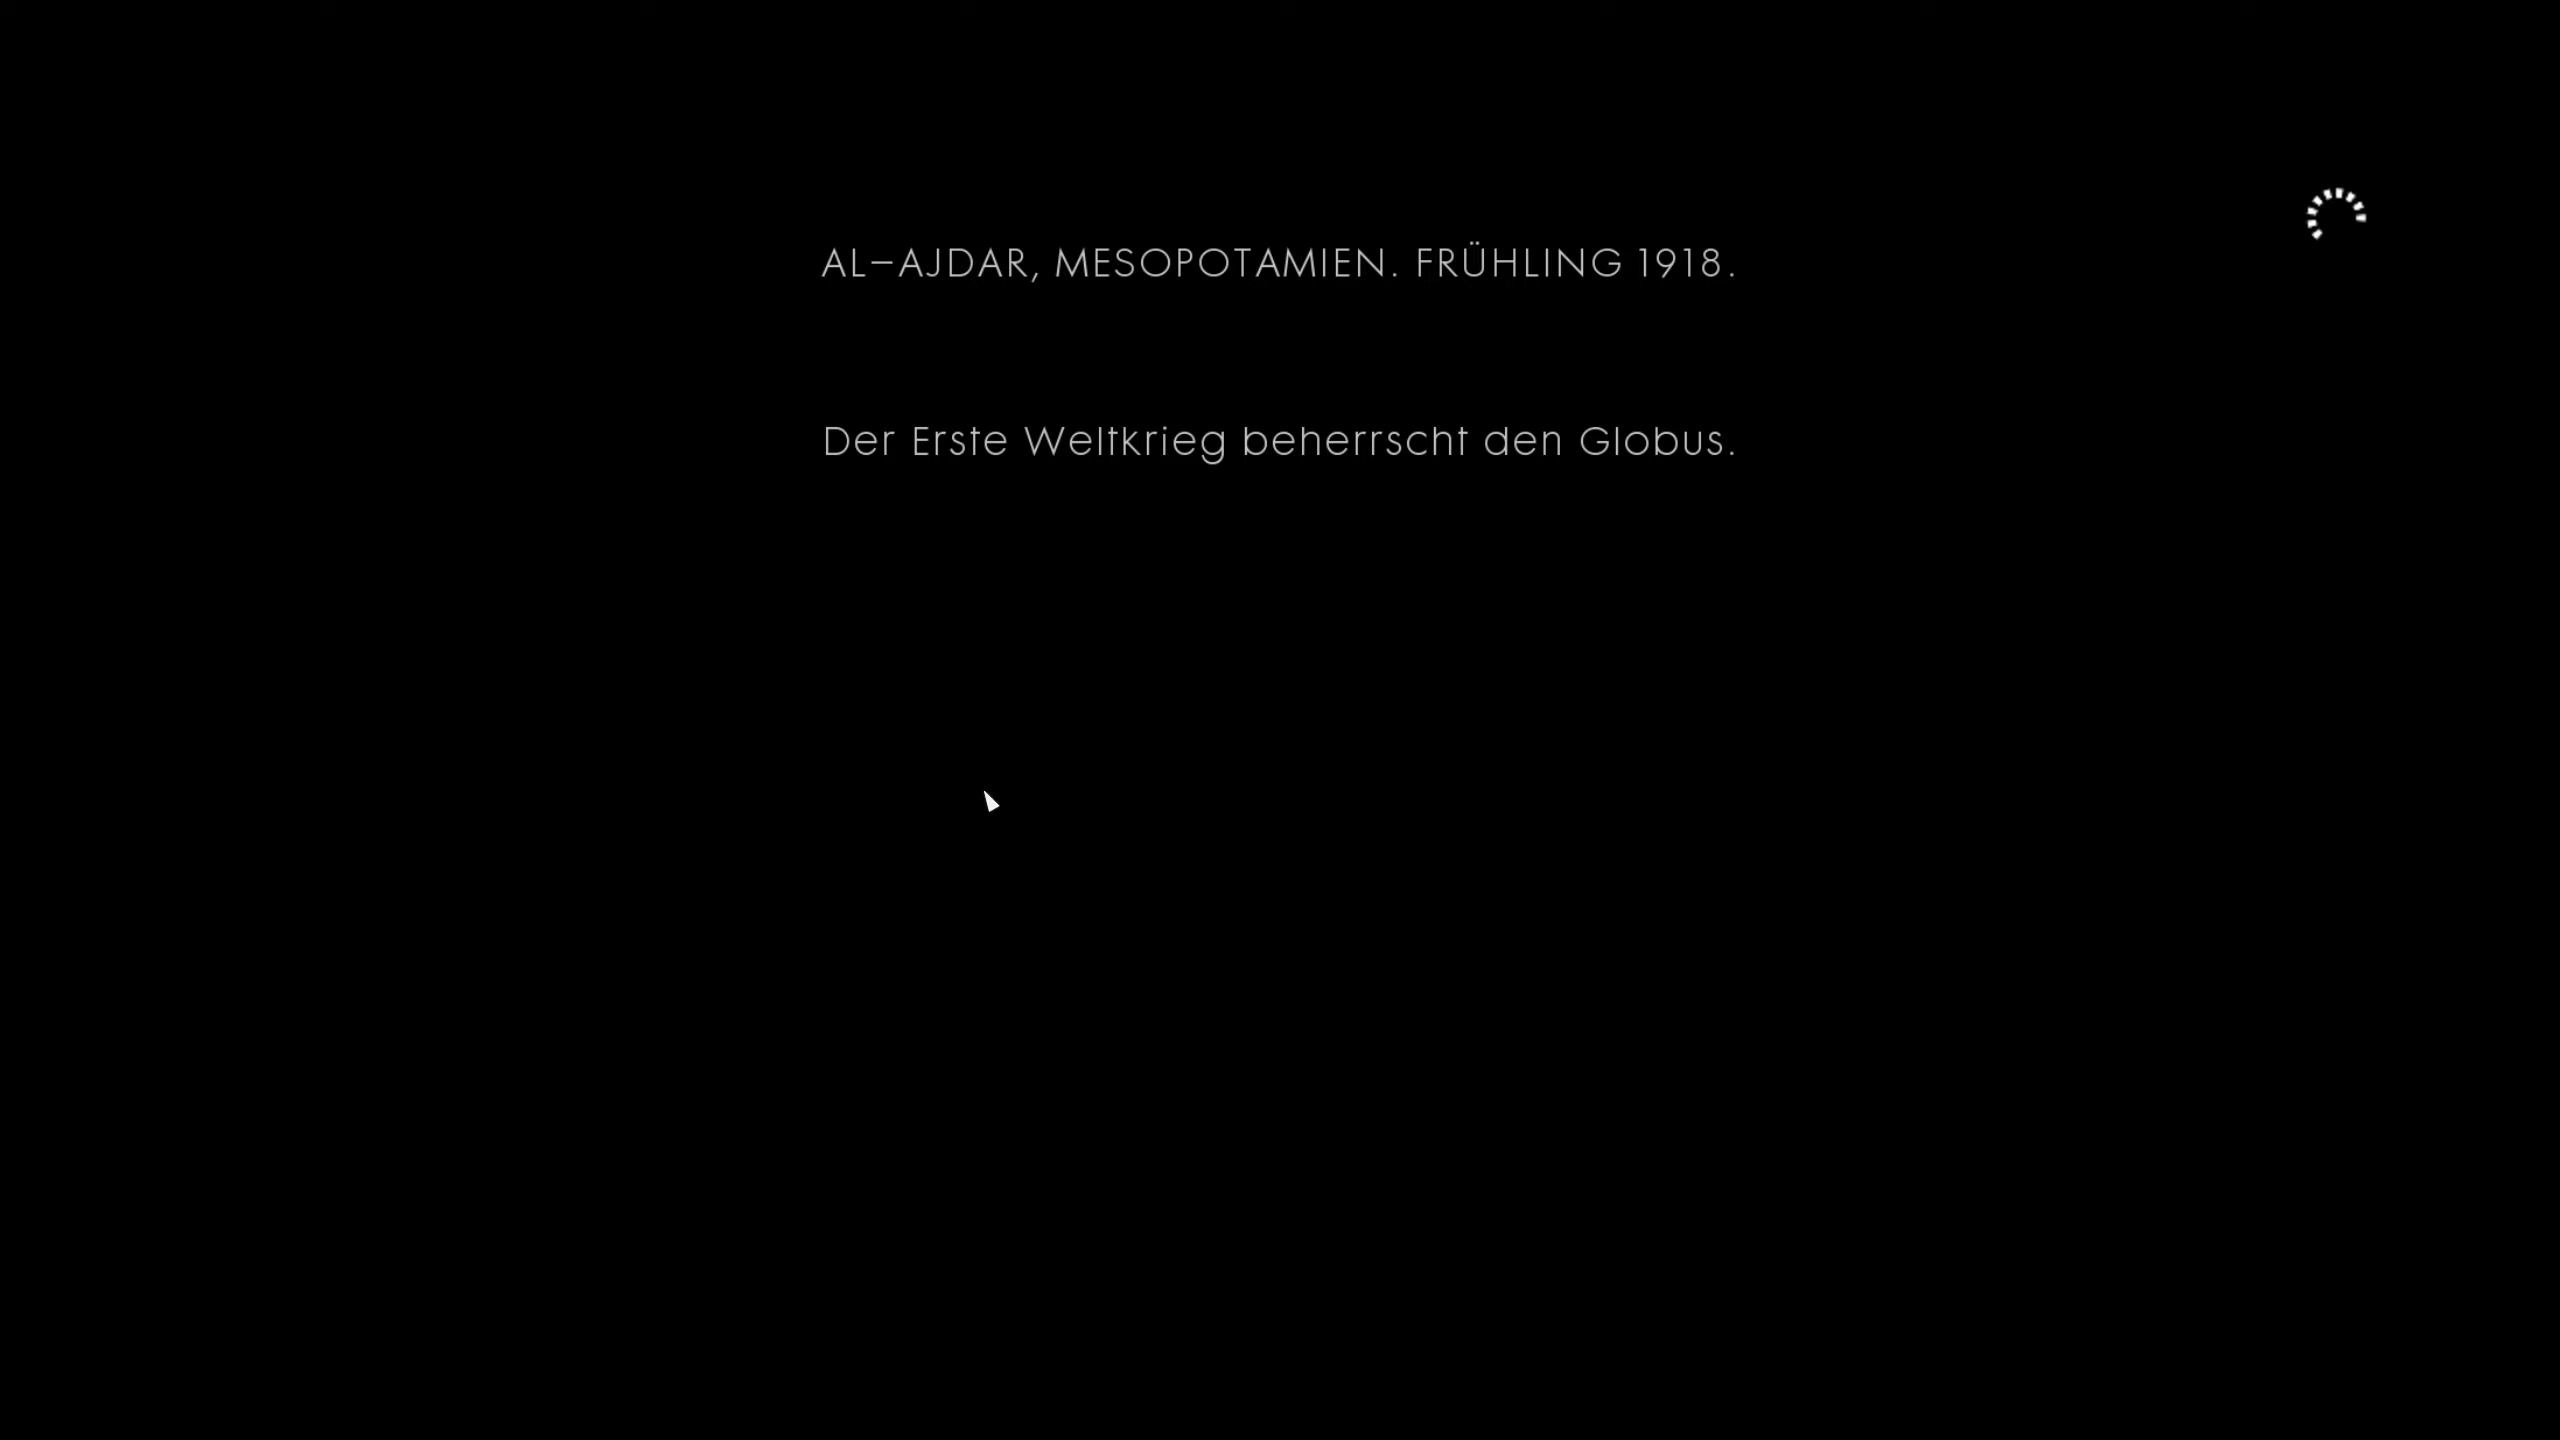 AL–AJDAR, MESOPOTAMIEN. FRÜHLING 1918.
Der Erste Weltkrieg beherrscht den Globus.